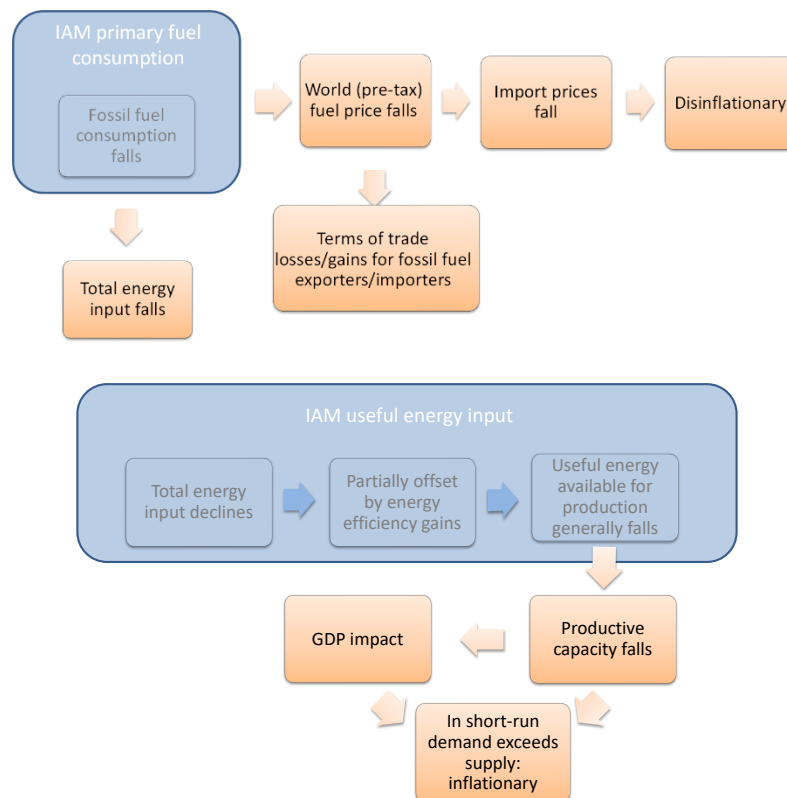 IAM primary fuel
consumption
Fossil fuel
consumption
falls
World (pre-tax)
fuel price falls
Import prices
fall
Disinflationary
Total energy
input falls
Terms of trade
losses/gains for fossil fuel
exporters/importers
IAM useful energy input
Total energy
input declines
Partially offset
by energy
efficiency gains
Useful energy
available for
production
generally falls
GDP impact
Productive
capacity falls
In short-run
demand exceeds
supply:
inflationary